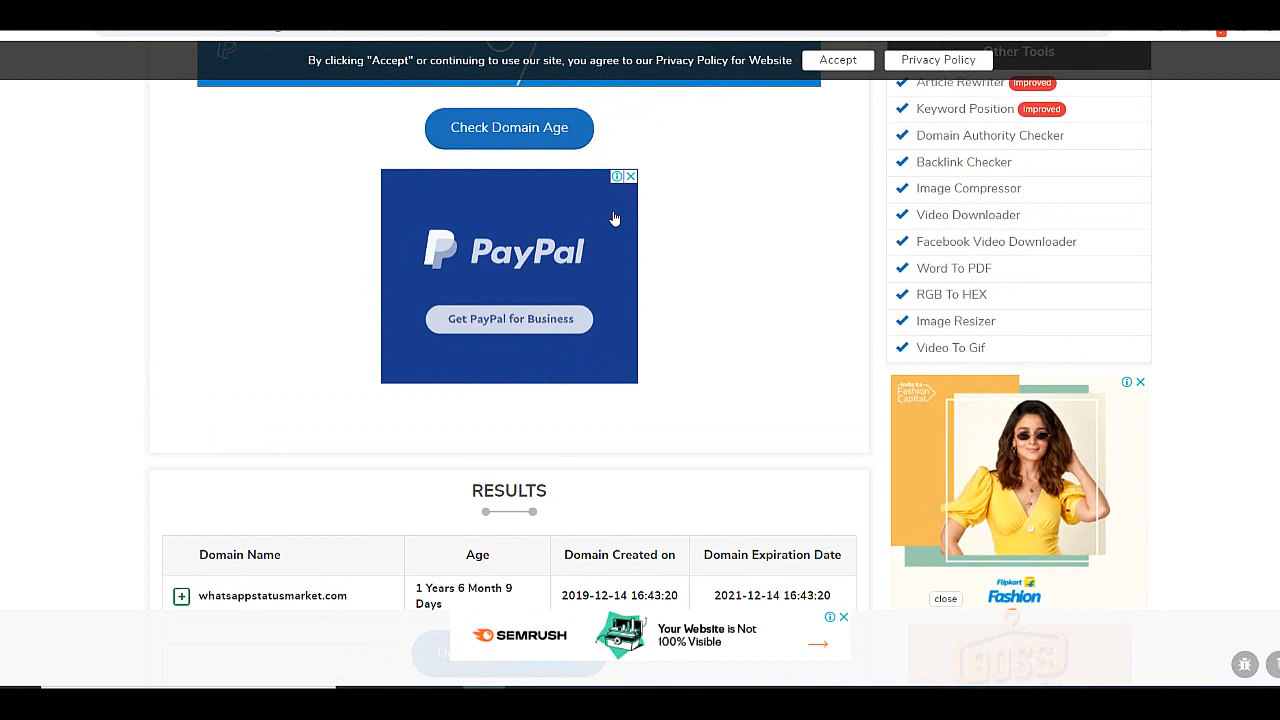 By clicking "Accept" or continuing to use our site, you agree to our Privacy Policy for Website
Accept
Privacy Policy
Other Tools
Check Domain Age
PayPal
Get PayPal for Business
Article Rewriter Improved
Keyword Position Improved
Domain Authority Checker
Backlink Checker
Image Compressor
Video Downloader
Facebook Video Downloader
Word To PDF
RGB To HEX
Image Resizer
Video To Gif
India ka
Fashion
Capital
Flipkart
Fashion
close
RESULTS
Domain Name Age Domain Created on Domain Expiration Date
whatsappstatusmarket.com 1 Years 6 Month 9 Days 2019-12-14 16:43:20 2021-12-14 16:43:20
SEMRUSH
Your Website is Not
100% Visible
BOSS